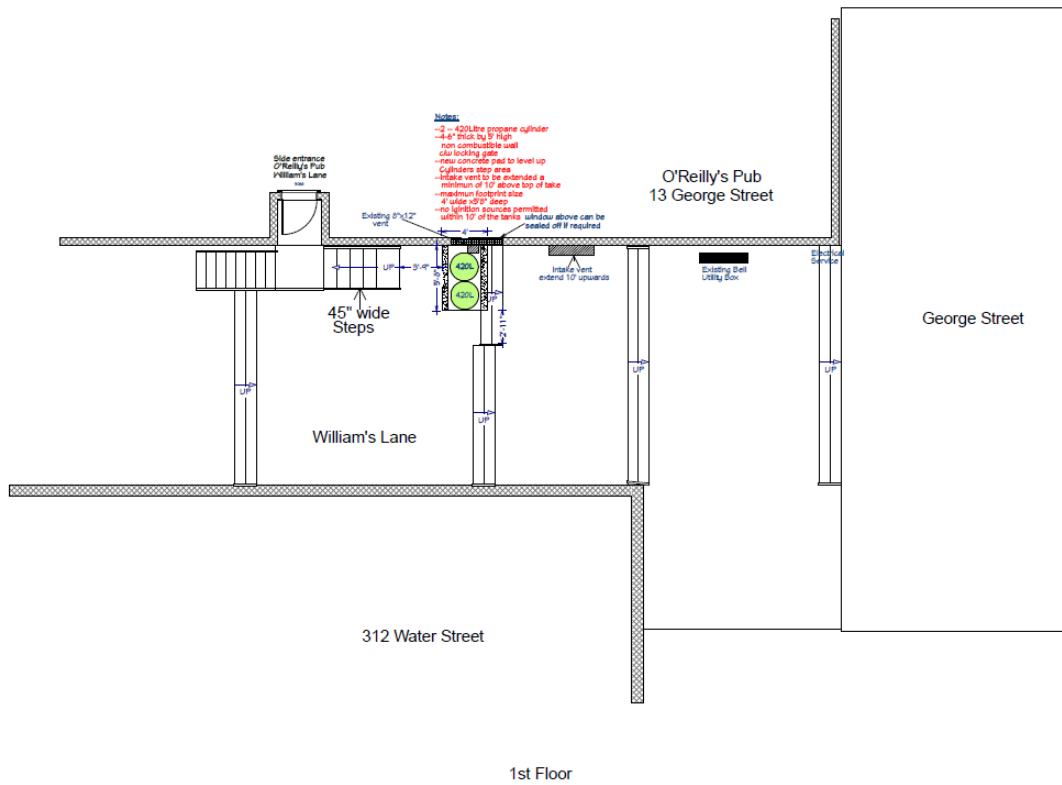 Notes:
--2 -- 420Litre propane cylinder
--4-6" thick by 5' high
non combustible wall
c/w locking gate
--new concrete pad to level up
Cylinders step area
--intake vent to be extended a
minimun of 10' above top of take
--maximun footprint size
4' wide x5'8" deep
--no iginition sources permitted
within 10' of the tanks
Side entrance
O'Reilly's Pub
William's Lane
O'Reilly's Pub
13 George Street
Existing 8"x12"
vent
window above can be
sealed off if required
4'
UP
5'-9"
5'-8"
420L
420L
UP
2'-11"
Intake vent
extend 10' upwards
Existing Bell
Utility Box
Electrical
Service
45" wide
Steps
George Street
UP
UP
UP
UP
William's Lane
312 Water Street
1st Floor